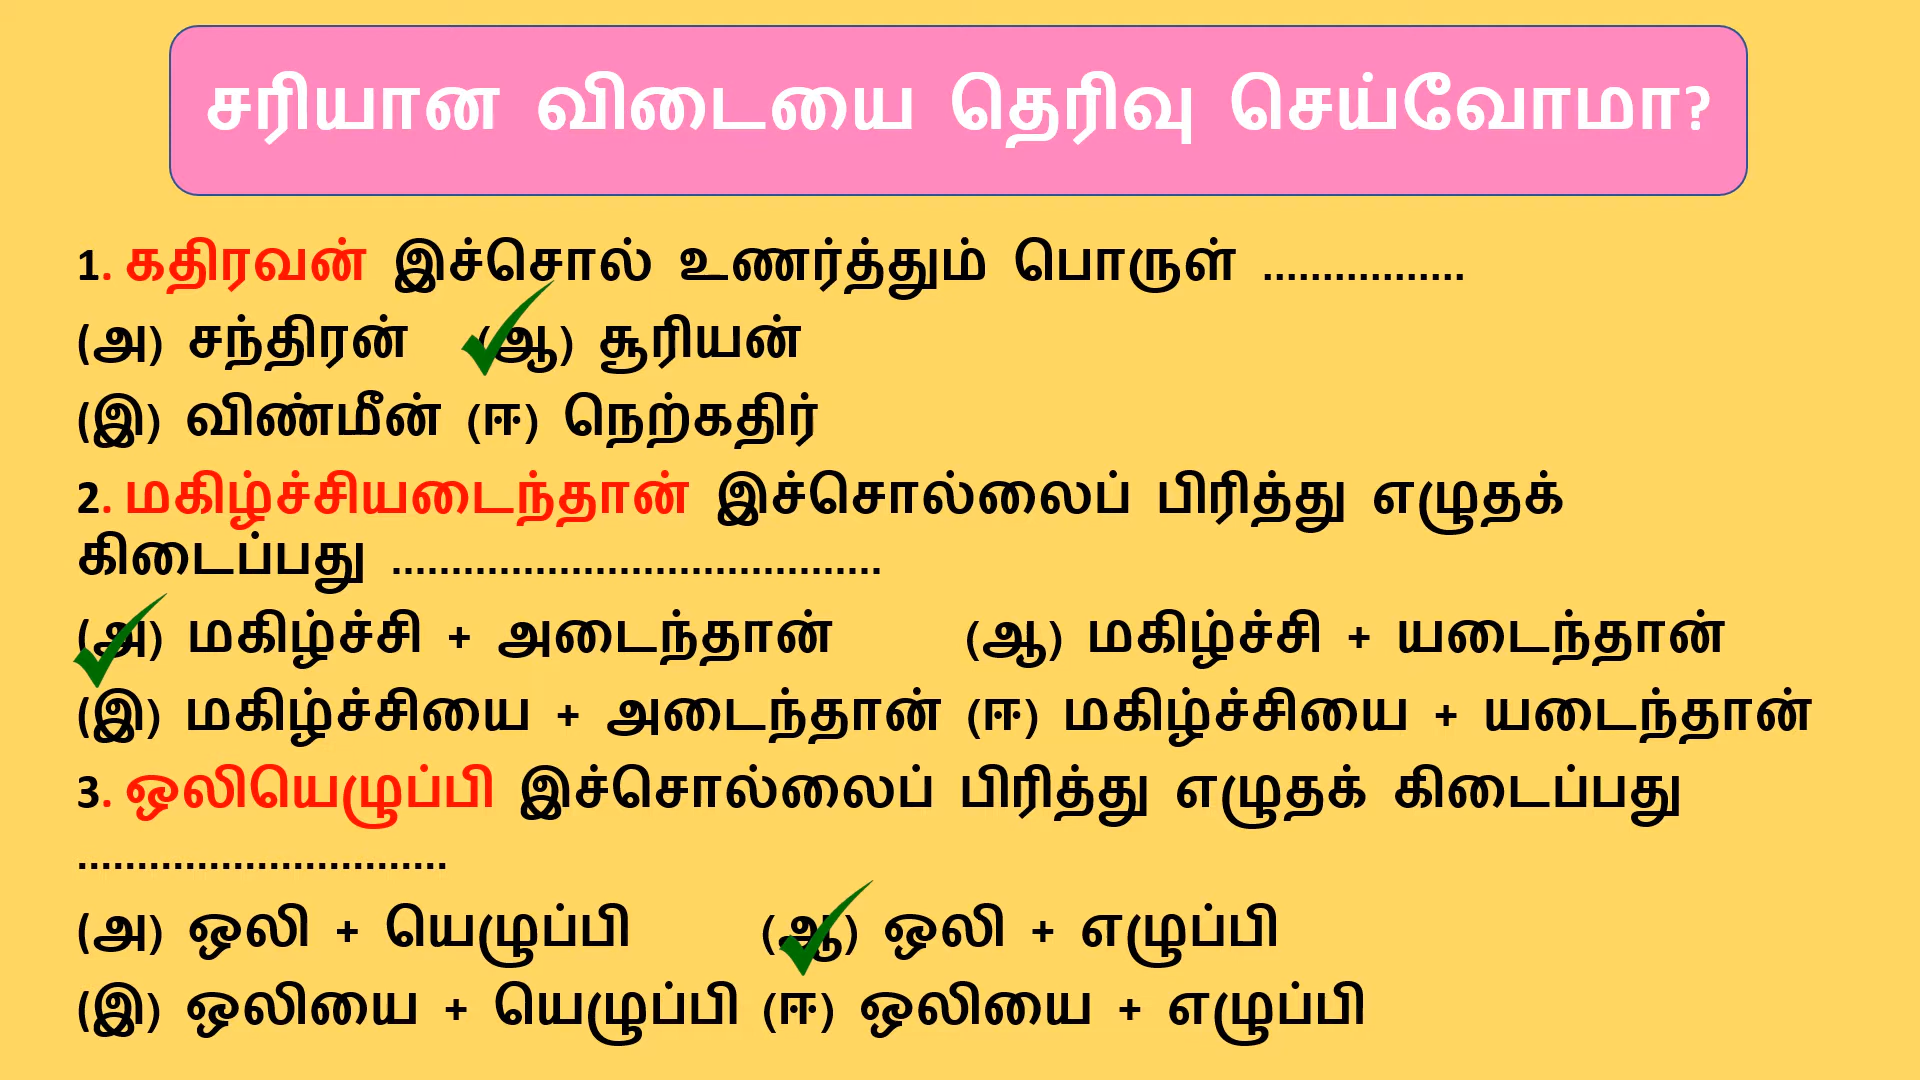 சரியான விடையை தெரிவு செய்வோமா?
1. கதிரவன் இச்சொல் உணர்த்தும் பொருள் .................
(அ) சந்திரன் (ஆ) சூரியன்
(இ) விண்மீன் (ஈ) நெற்கதிர்
2. மகிழ்ச்சியடைந்தான் இச்சொல்லைப் பிரித்து எழுதக்
கிடைப்பது .........................................
(அ) மகிழ்ச்சி + அடைந்தான் (ஆ) மகிழ்ச்சி + யடைந்தான்
(இ) மகிழ்ச்சியை + அடைந்தான் (ஈ) மகிழ்ச்சியை + யடைந்தான்
3. ஒலியெழுப்பி இச்சொல்லைப் பிரித்து எழுதக் கிடைப்பது
...............................
(அ) ஒலி + யெழுப்பி (ஆ) ஒலி + எழுப்பி
(இ) ஒலியை + யெழுப்பி (ஈ) ஒலியை + எழுப்பி